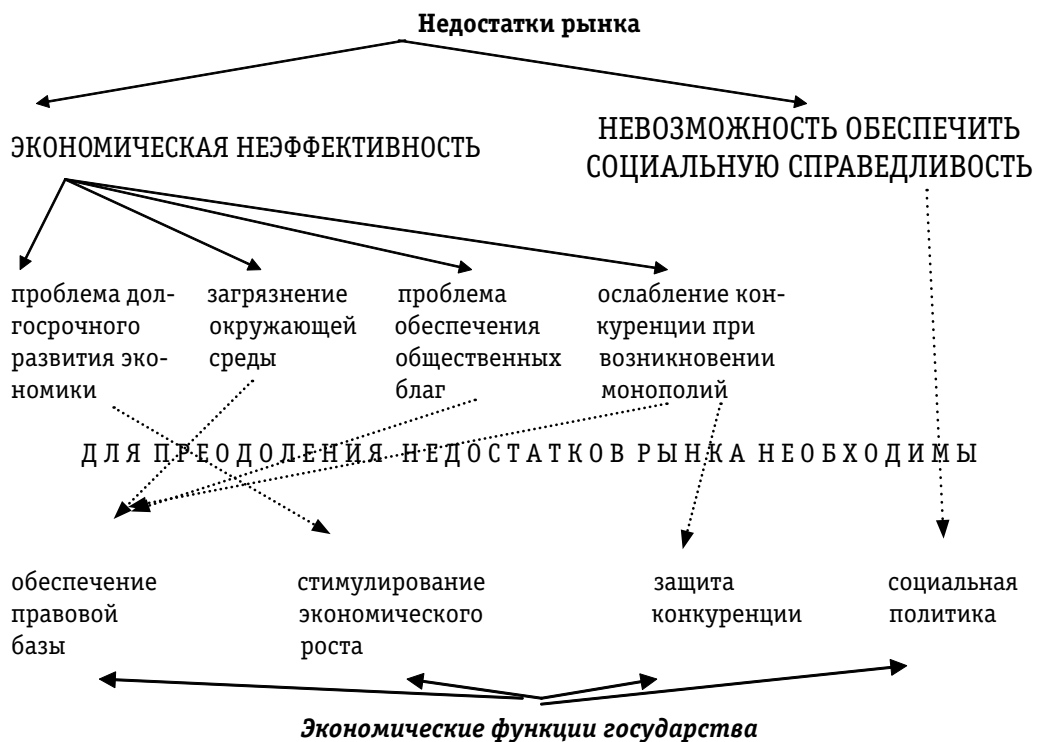 Недостатки рынка
ЭКОНОМИЧЕСКАЯ НЕЭФФЕКТИВНОСТЬ
НЕВОЗМОЖНОСТЬ ОБЕСПЕЧИТЬ
СОЦИАЛЬНУЮ СПРАВЕДЛИВОСТЬ
проблема дол-
госрочного
развития эко-
номики
загрязнение
окружающей
среды
проблема
обеспечения
общественных
благ
ослабление кон-
куренции при
возникновении
монополий
ДЛЯ ПРЕОДОЛЕНИЯ НЕДОСТАТКОВ РЫНКА НЕОБХОДИМЫ
обеспечение
правовой
базы
стимулирование
экономического
роста
защита
конкуренции
социальная
политика
Экономические функции государства